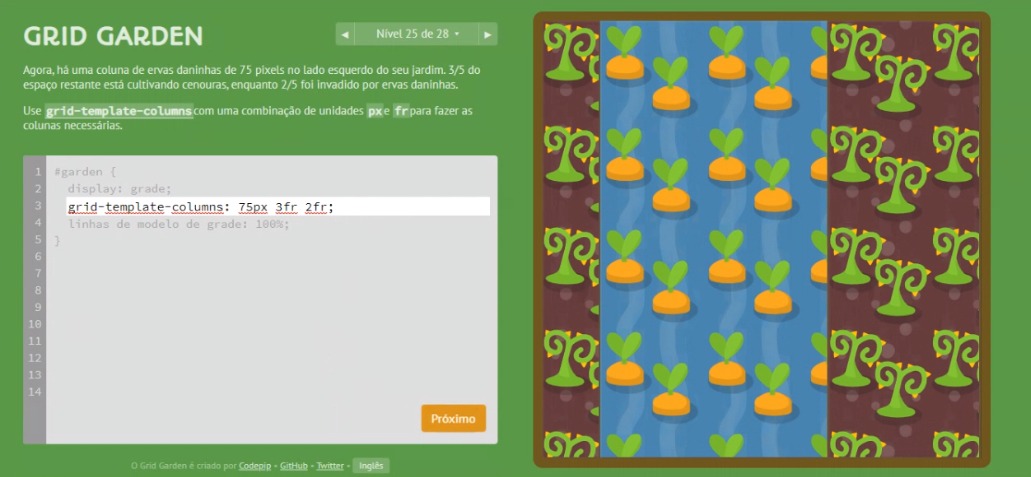 GRID GARDEN
◀ Nível 25 de 28 ▾ ▶
Agora, há uma coluna de ervas daninhas de 75 pixels no lado esquerdo do seu jardim. 3/5 do
espaço restante está cultivando cenouras, enquanto 2/5 foi invadido por ervas daninhas.
Use grid-template-columns com uma combinação de unidades px e fr para fazer as
colunas necessárias.
1 #garden {
2 display: grade;
3 grid-template-columns: 75px 3fr 2fr;
4 linhas de modelo de grade: 100%;
5 }
6
7
8
9
10
11
12
13
14
Próximo
O Grid Garden é criado por Codepip • GitHub • Twitter • Inglês